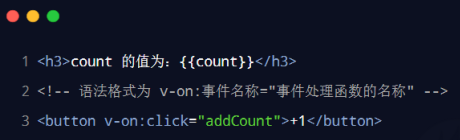 1 <h3>count 的值为：{{count}}</h3>
2 <!-- 语法格式为 v-on:事件名称="事件处理函数的名称" -->
3 <button v-on:click="addCount">+1</button>